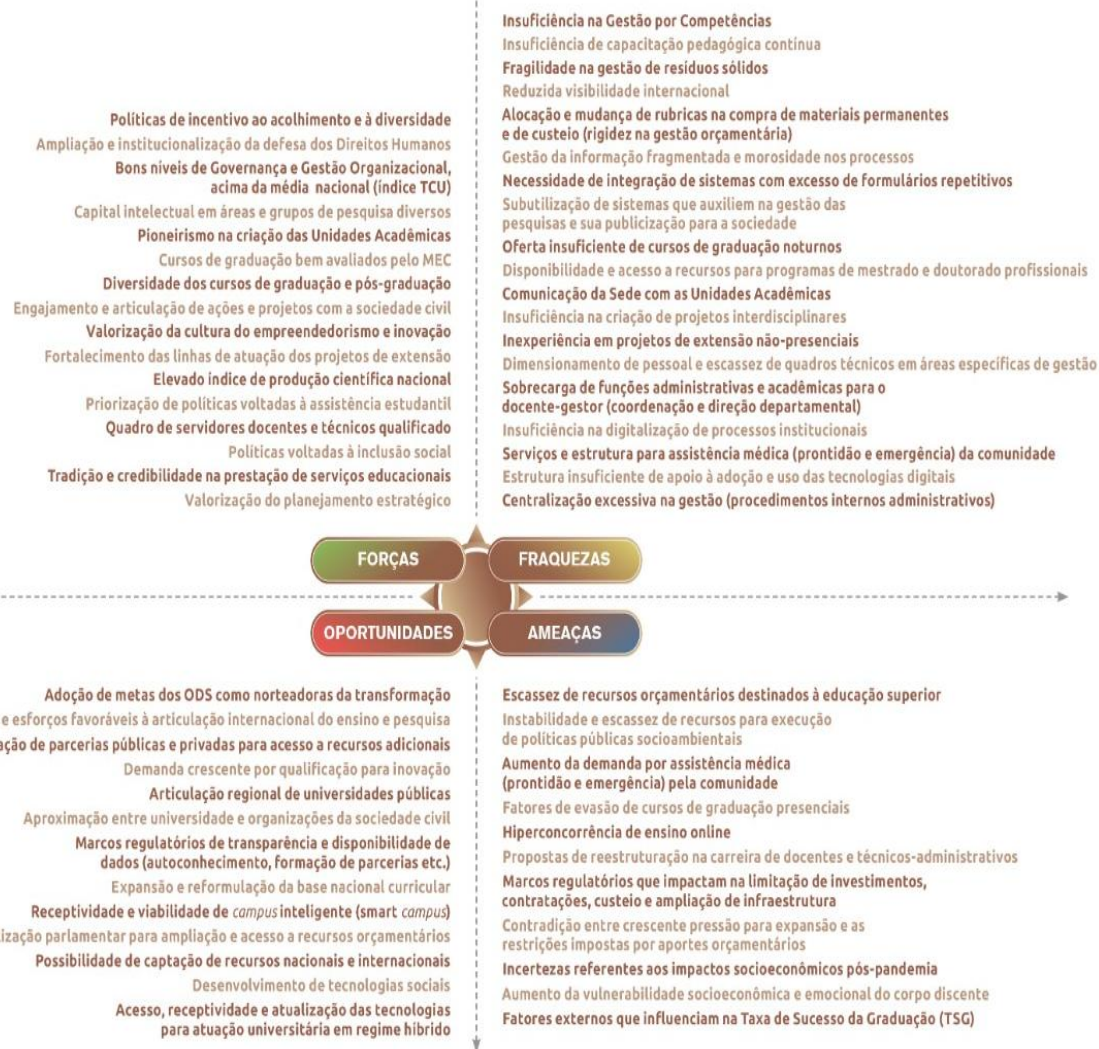 Políticas de incentivo ao acolhimento e à diversidade
Ampliação e institucionalização da defesa dos Direitos Humanos
Bons níveis de Governança e Gestão Organizacional,
acima da média nacional (índice TCU)
Capital intelectual em áreas e grupos de pesquisa diversos
Pioneirismo na criação das Unidades Acadêmicas
Cursos de graduação bem avaliados pelo MEC
Diversidade dos cursos de graduação e pós-graduação
Engajamento e articulação de ações e projetos com a sociedade civil
Valorização da cultura do empreendedorismo e inovação
Fortalecimento das linhas de atuação dos projetos de extensão
Elevado índice de produção científica nacional
Priorização de políticas voltadas à assistência estudantil
Quadro de servidores docentes e técnicos qualificado
Políticas voltadas à inclusão social
Tradição e credibilidade na prestação de serviços educacionais
Valorização do planejamento estratégico
Insuficiência na Gestão por Competências
Insuficiência de capacitação pedagógica contínua
Fragilidade na gestão de resíduos sólidos
Reduzida visibilidade internacional
Alocação e mudança de rubricas na compra de materiais permanentes
e de custeio (rigidez na gestão orçamentária)
Gestão da informação fragmentada e morosidade nos processos
Necessidade de integração de sistemas com excesso de formulários repetitivos
Subutilização de sistemas que auxiliem na gestão das
pesquisas e sua publicização para a sociedade
Oferta insuficiente de cursos de graduação noturnos
Disponibilidade e acesso a recursos para programas de mestrado e doutorado profissionais
Comunicação da Sede com as Unidades Acadêmicas
Insuficiência na criação de projetos interdisciplinares
Inexperiência em projetos de extensão não-presenciais
Dimensionamento de pessoal e escassez de quadros técnicos em áreas específicas de gestão
Sobrecarga de funções administrativas e acadêmicas para o
docente-gestor (coordenação e direção departamental)
Insuficiência na digitalização de processos institucionais
Serviços e estrutura para assistência médica (prontidão e emergência) da comunidade
Estrutura insuficiente de apoio à adoção e uso das tecnologias digitais
Centralização excessiva na gestão (procedimentos internos administrativos)
FORÇAS
FRAQUEZAS
OPORTUNIDADES
AMEAÇAS
Adoção de metas dos ODS como norteadoras da transformação
e esforços favoráveis à articulação internacional do ensino e pesquisa
de parcerias públicas e privadas para acesso a recursos adicionais
Demanda crescente por qualificação para inovação
Articulação regional de universidades públicas
Aproximação entre universidade e organizações da sociedade civil
Marcos regulatórios de transparência e disponibilidade de
dados (autoconhecimento, formação de parcerias etc.)
Expansão e reformulação da base nacional curricular
Receptividade e viabilidade de campus inteligente (smart campus)
parlamentar para ampliação e acesso a recursos orçamentários
Possibilidade de captação de recursos nacionais e internacionais
Desenvolvimento de tecnologias sociais
Acesso, receptividade e atualização das tecnologias
para atuação universitária em regime híbrido
Escassez de recursos orçamentários destinados à educação superior
Instabilidade e escassez de recursos para execução
de políticas públicas socioambientais
Aumento da demanda por assistência médica
(prontidão e emergência) pela comunidade
Fatores de evasão de cursos de graduação presenciais
Hiperconcorrência de ensino online
Propostas de reestruturação na carreira de docentes e técnicos-administrativos
Marcos regulatórios que impactam na limitação de investimentos,
contratações, custeio e ampliação de infraestrutura
Contradição entre crescente pressão para expansão e as
restrições impostas por aportes orçamentários
Incertezas referentes aos impactos socioeconômicos pós-pandemia
Aumento da vulnerabilidade socioeconômica e emocional do corpo discente
Fatores externos que influenciam na Taxa de Sucesso da Graduação (TSG)